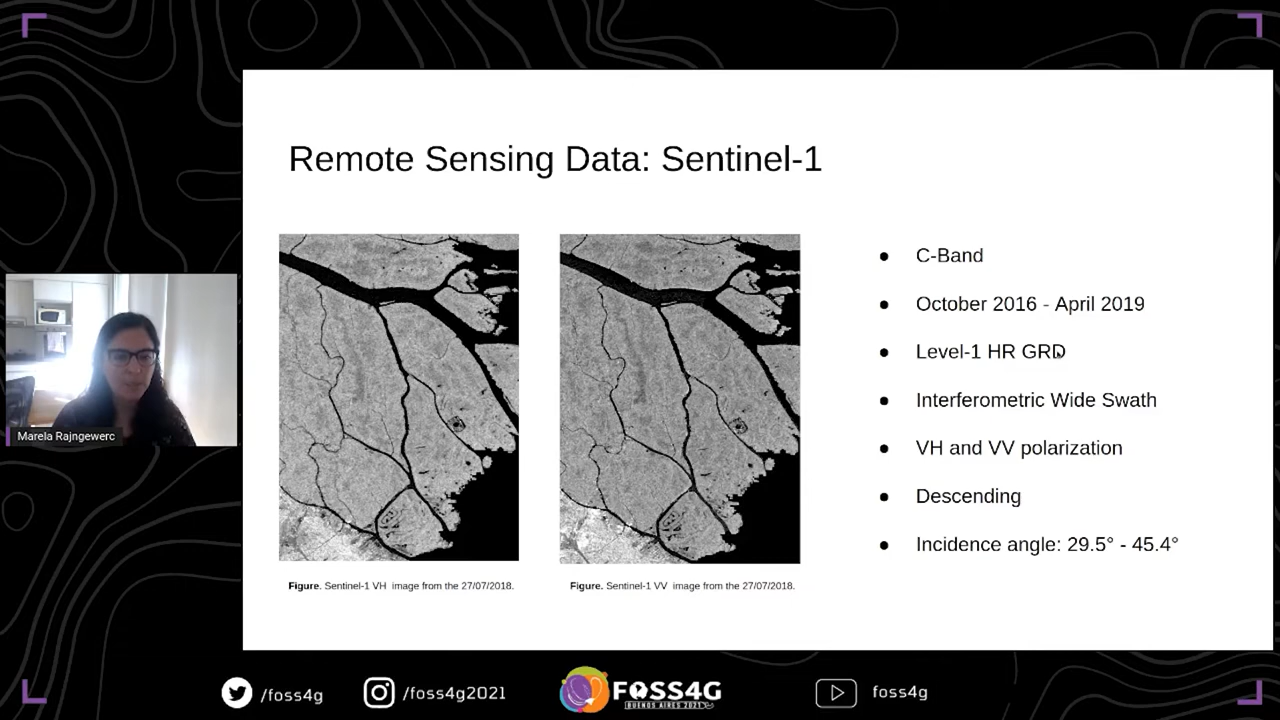 Remote Sensing Data: Sentinel-1
● C-Band
● October 2016 - April 2019
● Level-1 HR GRD
● Interferometric Wide Swath
● VH and VV polarization
● Descending
● Incidence angle: 29.5° - 45.4°
Figure. Sentinel-1 VH image from the 27/07/2018.
Figure. Sentinel-1 VV image from the 27/07/2018.
Marela Rajngewerc
/foss4g
/foss4g2021
FOSS4G
BUENOS AIRES 2021
foss4g